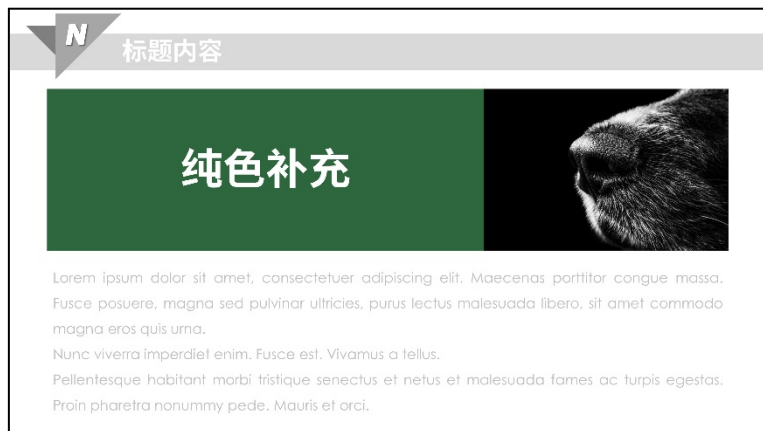 N
标题内容
纯色补充
Lorem ipsum dolor sit amet, consectetuer adipiscing elit. Maecenas porttitor congue massa.
Fusce posuere, magna sed pulvinar ultricies, purus lectus malesuada libero, sit amet commodo
magna eros quis urna.
Nunc viverra imperdiet enim. Fusce est. Vivamus a tellus.
Pellentesque habitant morbi tristique senectus et netus et malesuada fames ac turpis egestas.
Proin pharetra nonummy pede. Mauris et orci.